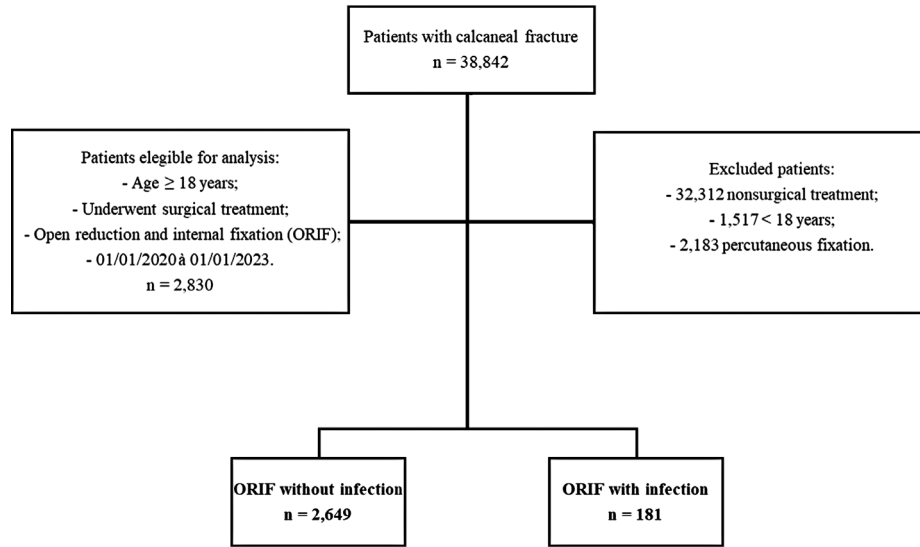 Patients with calcaneal fracture
n = 38,842
Patients elegible for analysis:
- Age ≥ 18 years;
- Underwent surgical treatment;
- Open reduction and internal fixation (ORIF);
- 01/01/2020 à 01/01/2023.
n = 2,830
Excluded patients:
- 32,312 nonsurgical treatment;
- 1,517 < 18 years;
- 2,183 percutaneous fixation.
ORIF without infection
n = 2,649
ORIF with infection
n = 181